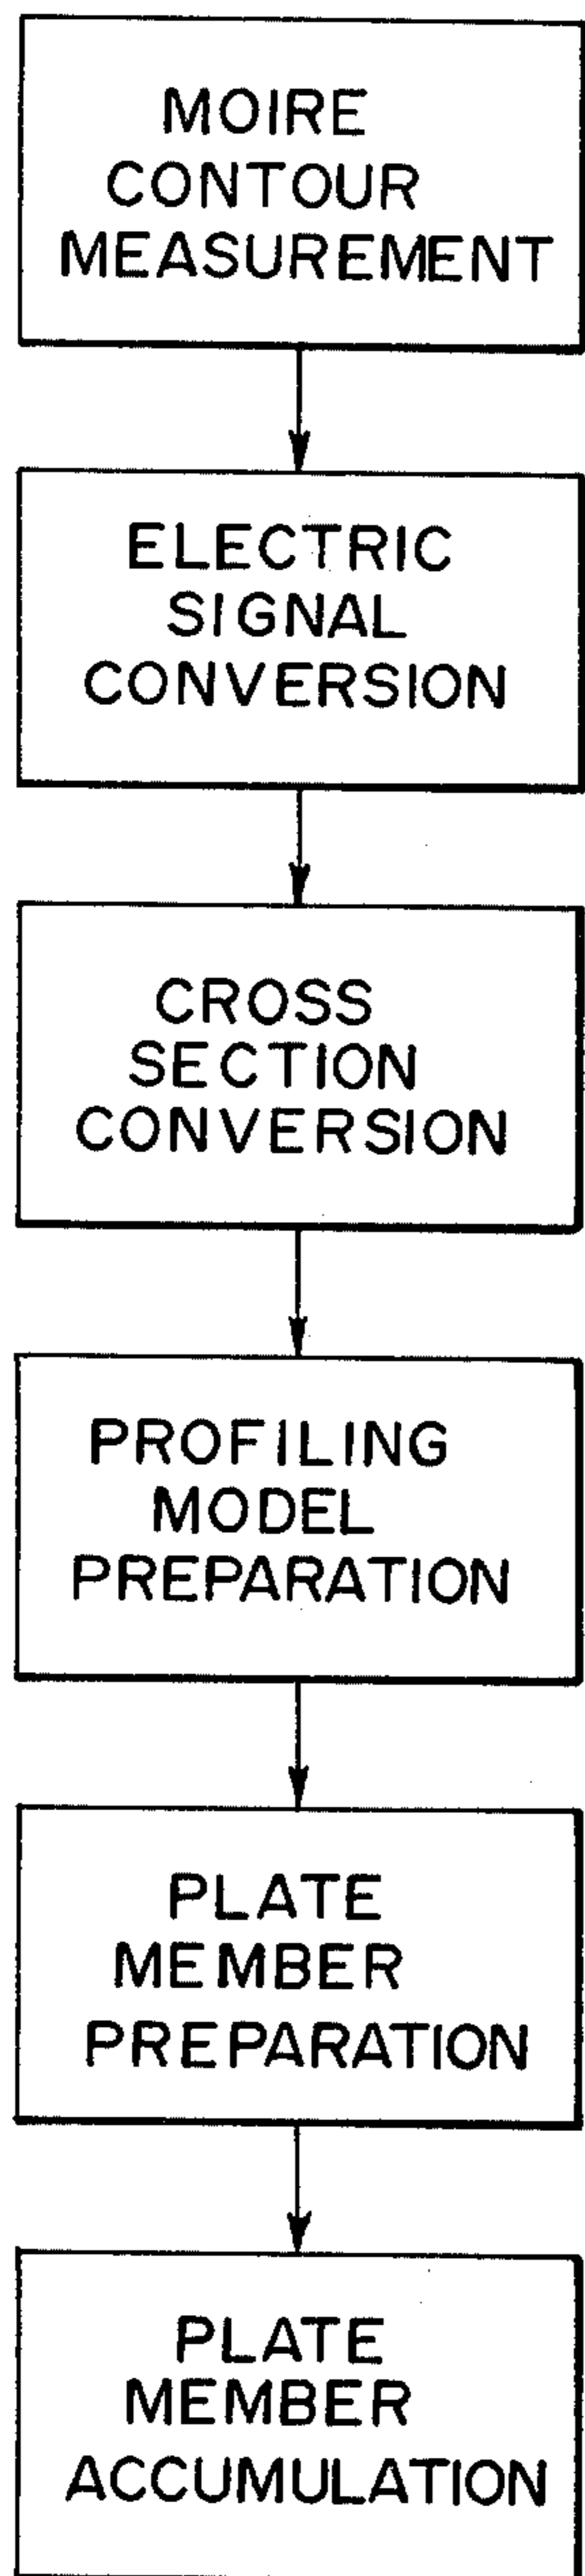 MOIRE
CONTOUR
MEASUREMENT
ELECTRIC
SIGNAL
CONVERSION
CROSS
SECTION
CONVERSION
PROFILING
MODEL
PREPARATION
PLATE
MEMBER
PREPARATION
PLATE
MEMBER
ACCUMULATION